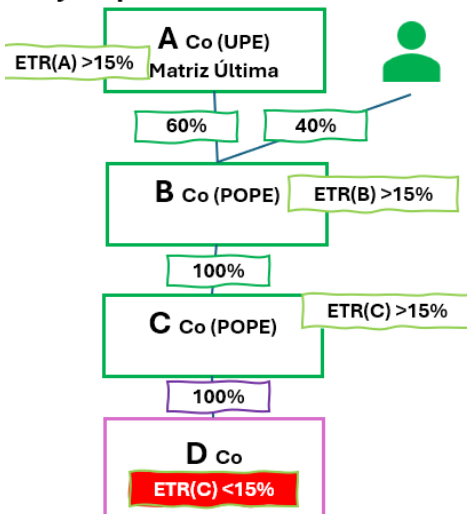 A Co (UPE)
Matriz Última
ETR(A) >15%
60%
40%
B Co (POPE)
ETR(B) >15%
100%
C Co (POPE)
ETR(C) >15%
100%
D Co
ETR(C) <15%